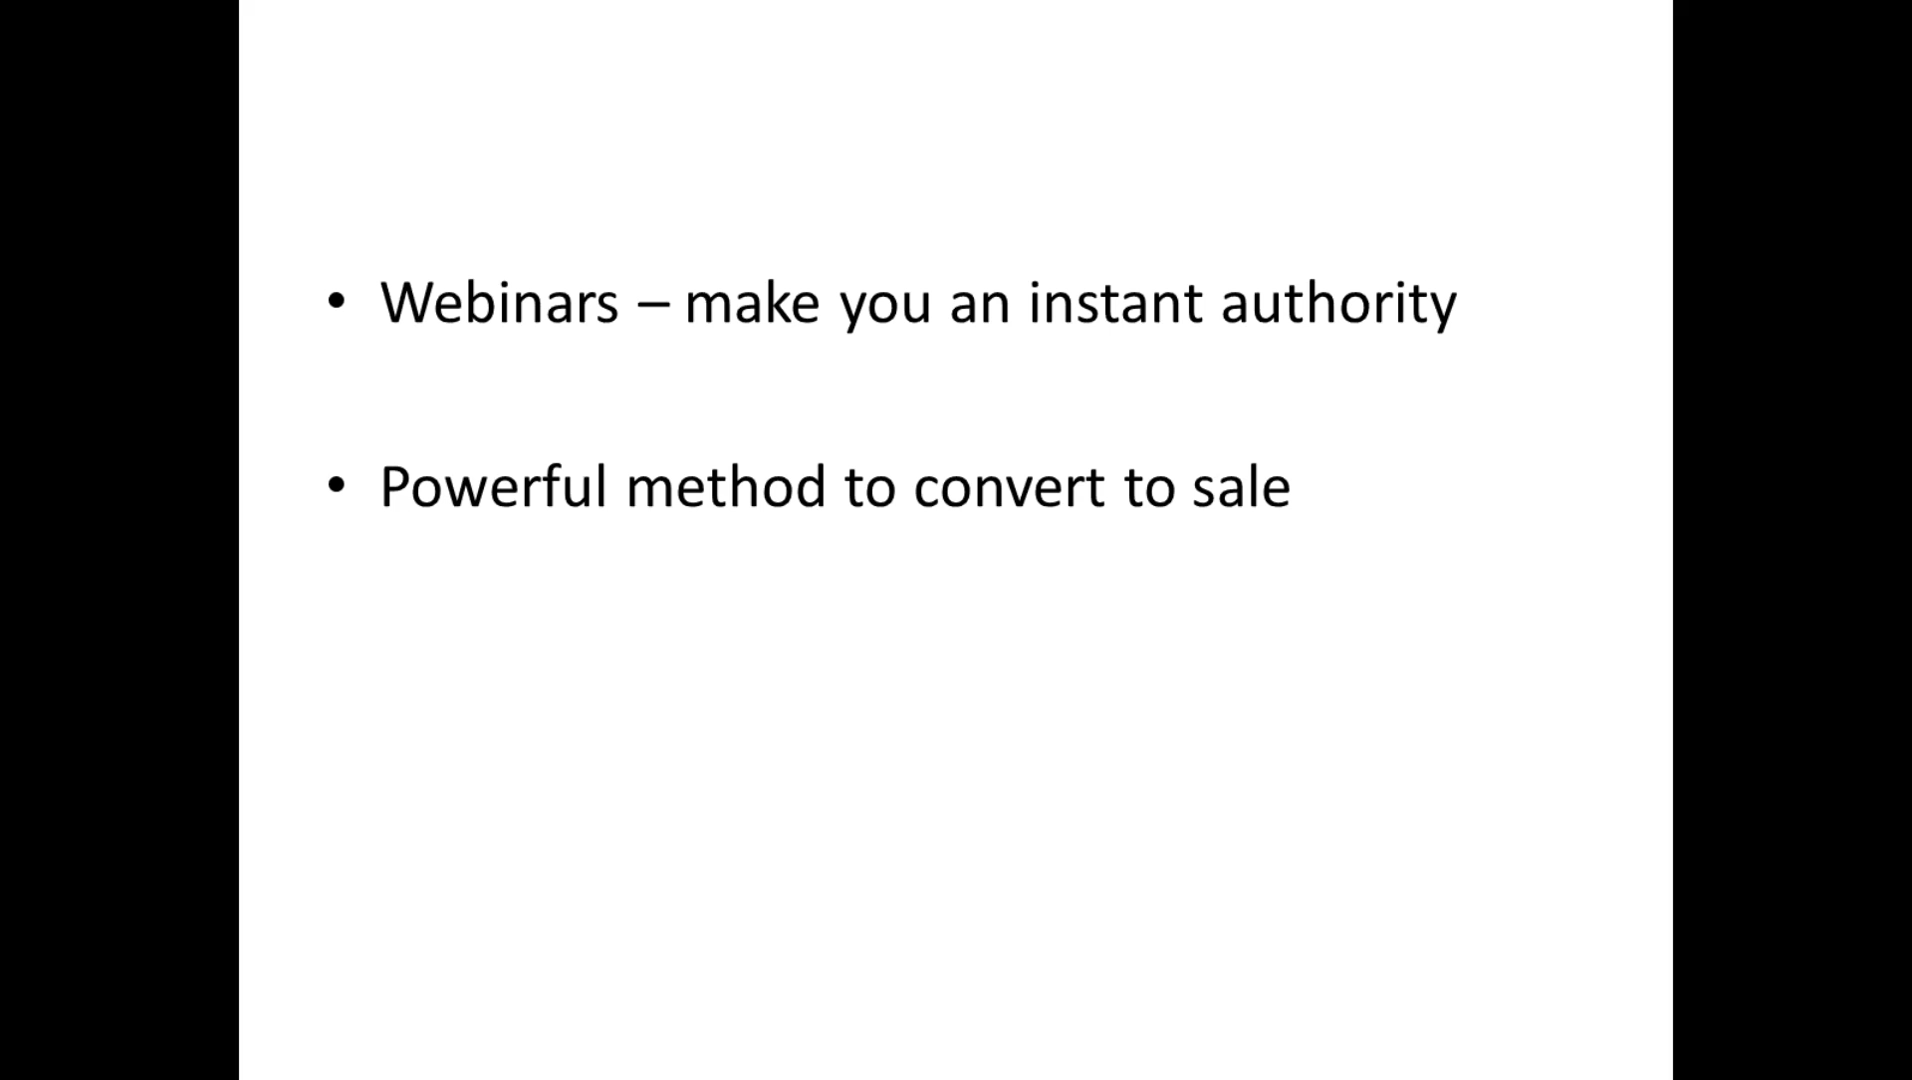 • Webinars – make you an instant authority
• Powerful method to convert to sale